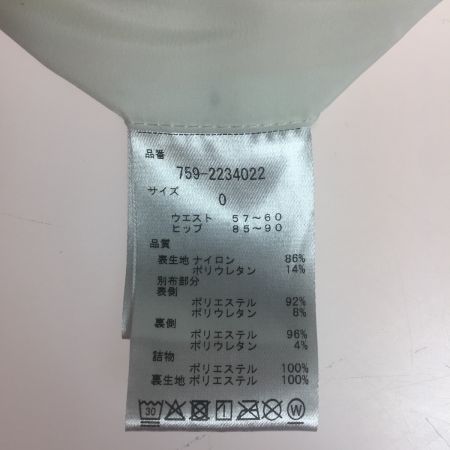 品番
759-2234022
サイズ
0
ウエスト 57〜60
ヒップ 85〜90
品質
表生地 ナイロン 86%
ポリウレタン 14%
別布部分
表側
ポリエステル 92%
ポリウレタン 8%
裏側
ポリエステル 96%
ポリウレタン 4%
詰物
ポリエステル 100%
裏生地 ポリエステル 100%
30 W